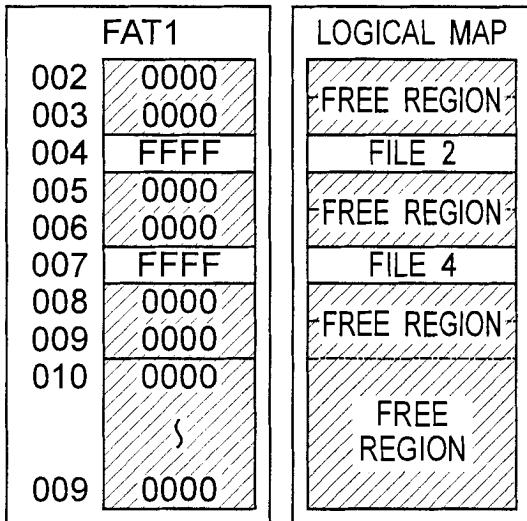 FAT1
002 0000
003 0000
004 FFFF
005 0000
006 0000
007 FFFF
008 0000
009 0000
010 0000
009 0000
LOGICAL MAP
FREE REGION
FILE 2
FREE REGION
FILE 4
FREE REGION
FREE
REGION